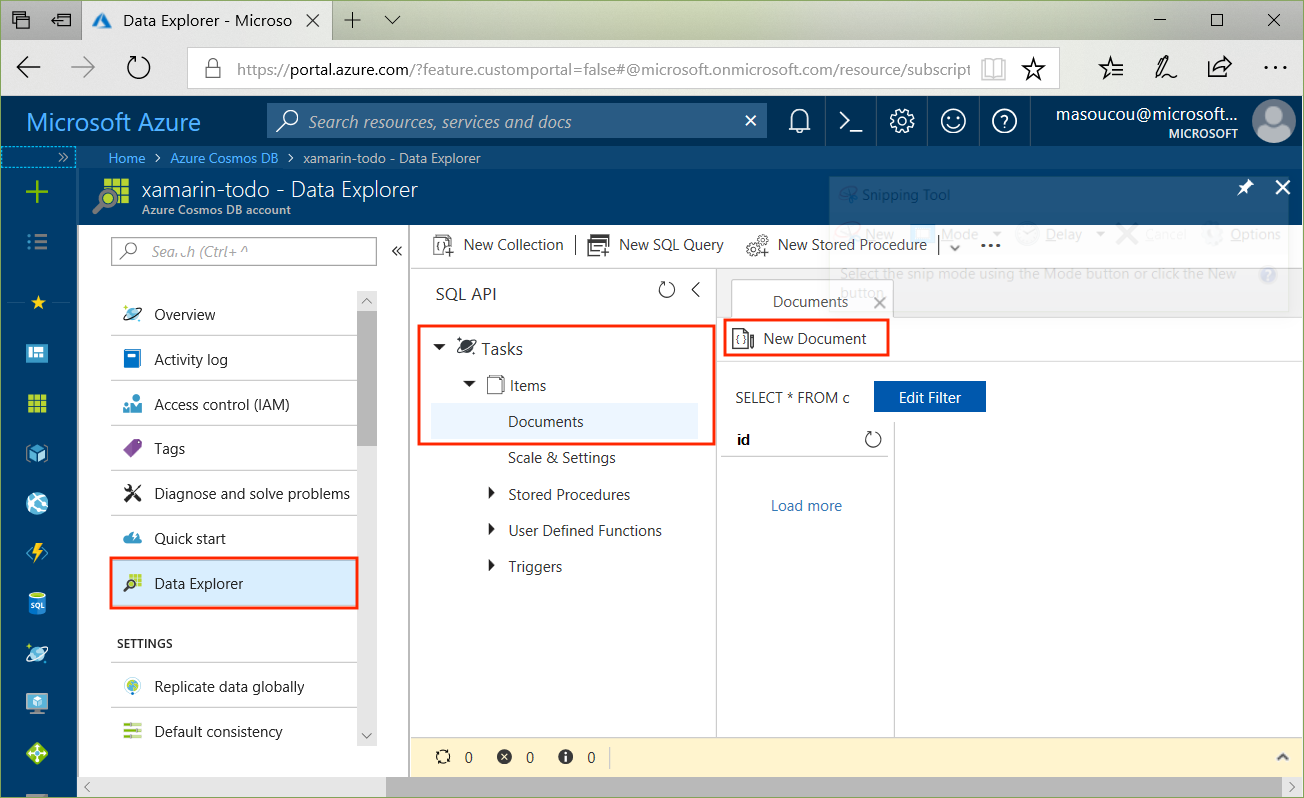 Data Explorer - Microso
https://portal.azure.com/?feature.customportal=false#@microsoft.onmicrosoft.com/resource/subscript
Microsoft Azure
Search resources, services and docs
masoucou@microsoft...
MICROSOFT
Home > Azure Cosmos DB > xamarin-todo - Data Explorer
xamarin-todo - Data Explorer
Azure Cosmos DB account
Snipping Tool
New Mode Delay Cancel Options
Select the snip mode using the Mode button or click the New
button.
Search (Ctrl+
Overview
Activity log
Access control (IAM)
Tags
Diagnose and solve problems
Quick start
Data Explorer
SETTINGS
Replicate data globally
Default consistency
SQL
New Collection
New SQL Query
New Stored Procedure
SQL API
Tasks
Items
Documents
Scale & Settings
Stored Procedures
User Defined Functions
Triggers
Documents
New Document
SELECT * FROM c
Edit Filter
id
Load more
0 0 0